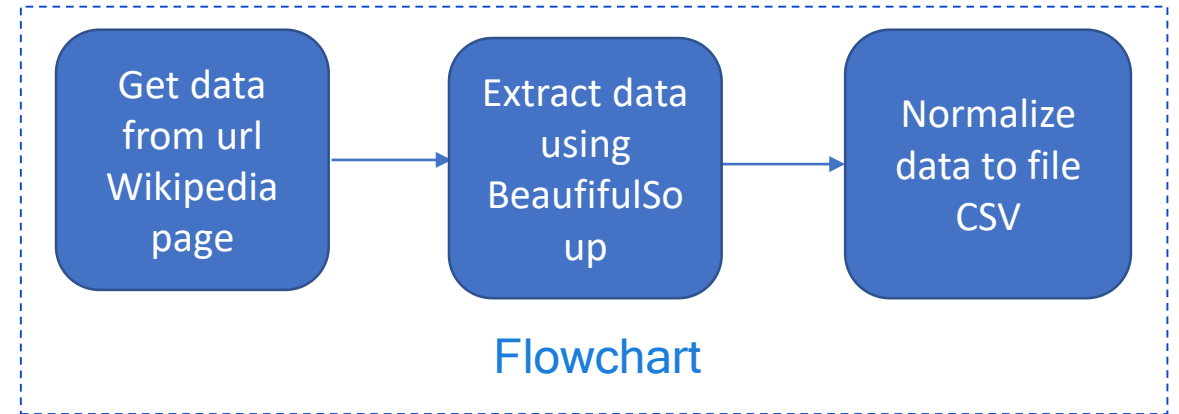 Get data
from url
Wikipedia
page
Extract data
using
BeaufifulSo
up
Normalize
data to file
CSV
Flowchart